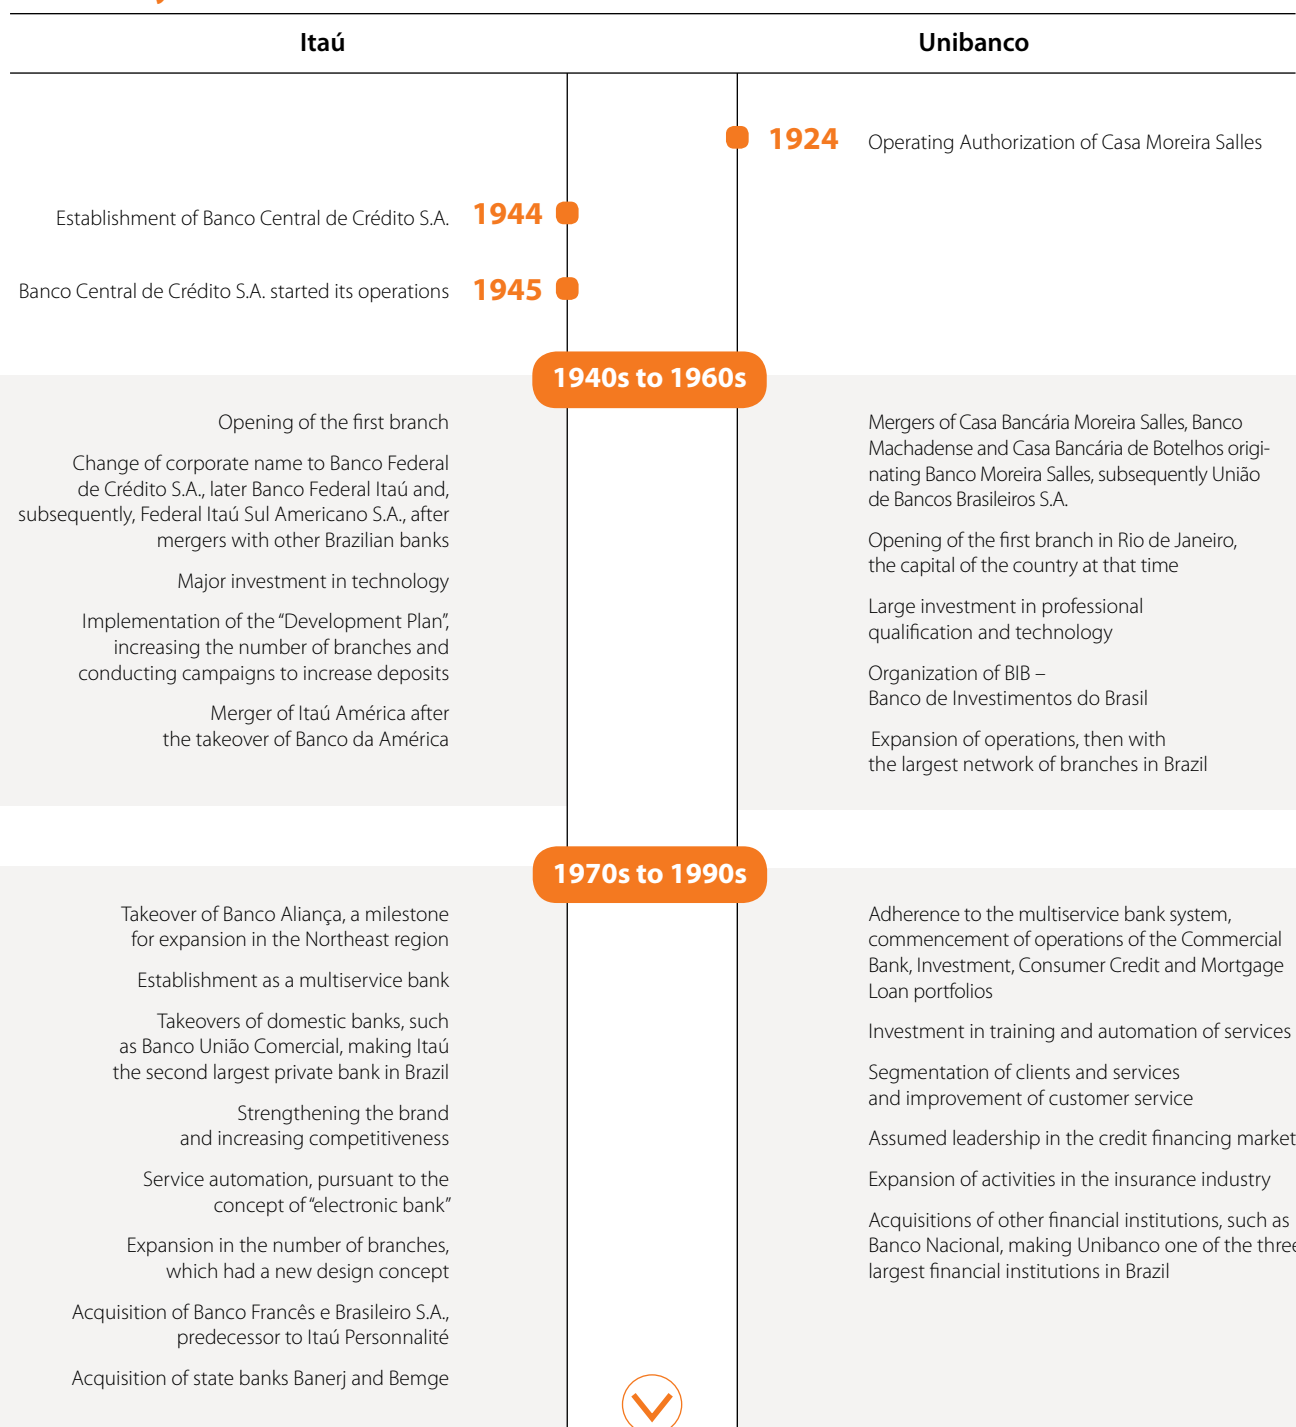 Itaú
Unibanco
1924
Operating Authorization of Casa Moreira Salles
Establishment of Banco Central de Crédito S.A.
1944
Banco Central de Crédito S.A. started its operations
1945
1940s to 1960s
Opening of the first branch
Change of corporate name to Banco Federal
de Crédito S.A., later Banco Federal Itaú and,
subsequently, Federal Itaú Sul Americano S.A., after
mergers with other Brazilian banks
Major investment in technology
Implementation of the “Development Plan”,
increasing the number of branches and
conducting campaigns to increase deposits
Merger of Itaú América after
the takeover of Banco da América
Mergers of Casa Bancária Moreira Salles, Banco
Machadense and Casa Bancária de Botelhos origi-
nating Banco Moreira Salles, subsequently União
de Bancos Brasileiros S.A.
Opening of the first branch in Rio de Janeiro,
the capital of the country at that time
Large investment in professional
qualification and technology
Organization of BIB –
Banco de Investimentos do Brasil
Expansion of operations, then with
the largest network of branches in Brazil
1970s to 1990s
Takeover of Banco Aliança, a milestone
for expansion in the Northeast region
Establishment as a multiservice bank
Takeovers of domestic banks, such
as Banco União Comercial, making Itaú
the second largest private bank in Brazil
Strengthening the brand
and increasing competitiveness
Service automation, pursuant to the
concept of “electronic bank”
Expansion in the number of branches,
which had a new design concept
Acquisition of Banco Francês e Brasileiro S.A.,
predecessor to Itaú Personnalité
Acquisition of state banks Banerj and Bemge
Adherence to the multiservice bank system,
commencement of operations of the Commercial
Bank, Investment, Consumer Credit and Mortgage
Loan portfolios
Investment in training and automation of services
Segmentation of clients and services
and improvement of customer service
Assumed leadership in the credit financing market
Expansion of activities in the insurance industry
Acquisitions of other financial institutions, such as
Banco Nacional, making Unibanco one of the three
largest financial institutions in Brazil